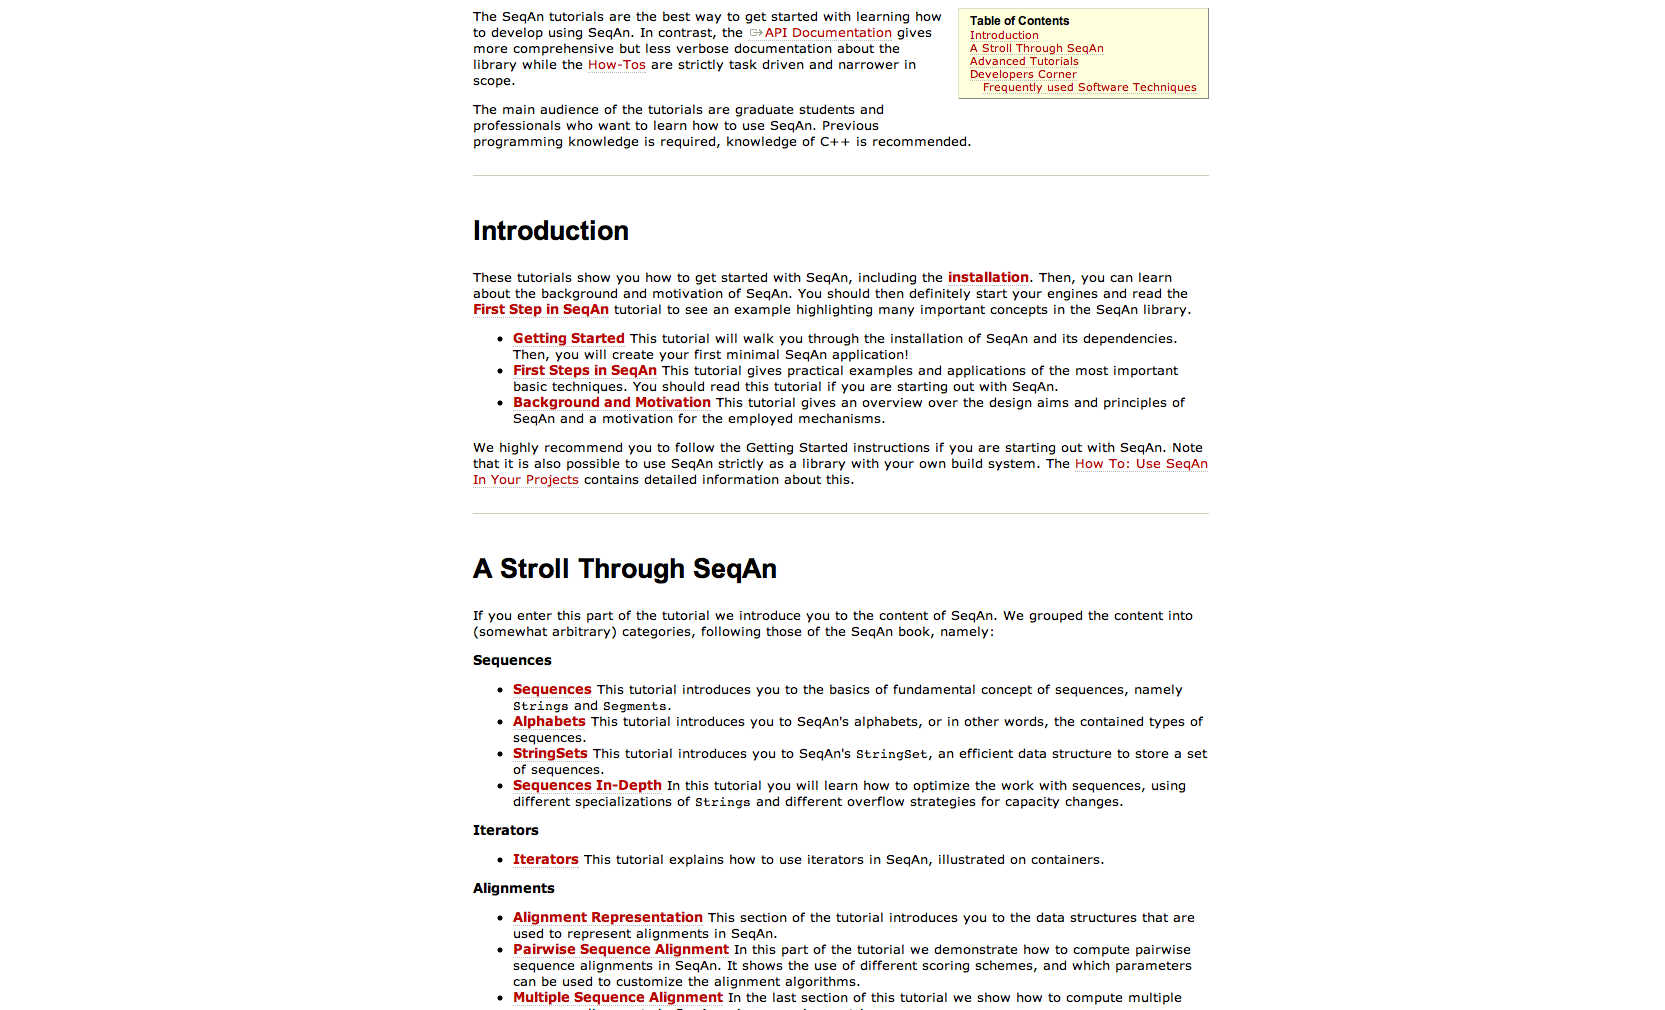 The SeqAn tutorials are the best way to get started with learning how
to develop using SeqAn. In contrast, the API Documentation gives
more comprehensive but less verbose documentation about the
library while the How-Tos are strictly task driven and narrower in
scope.
Table of Contents
Introduction
A Stroll Through SeqAn
Advanced Tutorials
Developers Corner
Frequently used Software Techniques
The main audience of the tutorials are graduate students and
professionals who want to learn how to use SeqAn. Previous
programming knowledge is required, knowledge of C++ is recommended.
Introduction
These tutorials show you how to get started with SeqAn, including the installation. Then, you can learn
about the background and motivation of SeqAn. You should then definitely start your engines and read the
First Step in SeqAn tutorial to see an example highlighting many important concepts in the SeqAn library.
• Getting Started This tutorial will walk you through the installation of SeqAn and its dependencies.
Then, you will create your first minimal SeqAn application!
• First Steps in SeqAn This tutorial gives practical examples and applications of the most important
basic techniques. You should read this tutorial if you are starting out with SeqAn.
• Background and Motivation This tutorial gives an overview over the design aims and principles of
SeqAn and a motivation for the employed mechanisms.
We highly recommend you to follow the Getting Started instructions if you are starting out with SeqAn. Note
that it is also possible to use SeqAn strictly as a library with your own build system. The How To: Use SeqAn
In Your Projects contains detailed information about this.
A Stroll Through SeqAn
If you enter this part of the tutorial we introduce you to the content of SeqAn. We grouped the content into
(somewhat arbitrary) categories, following those of the SeqAn book, namely:
Sequences
• Sequences This tutorial introduces you to the basics of fundamental concept of sequences, namely
Strings and Segments.
• Alphabets This tutorial introduces you to SeqAn's alphabets, or in other words, the contained types of
sequences.
• StringSets This tutorial introduces you to SeqAn's StringSet, an efficient data structure to store a set
of sequences.
• Sequences In-Depth In this tutorial you will learn how to optimize the work with sequences, using
different specializations of Strings and different overflow strategies for capacity changes.
Iterators
• Iterators This tutorial explains how to use iterators in SeqAn, illustrated on containers.
Alignments
• Alignment Representation This section of the tutorial introduces you to the data structures that are
used to represent alignments in SeqAn.
• Pairwise Sequence Alignment In this part of the tutorial we demonstrate how to compute pairwise
sequence alignments in SeqAn. It shows the use of different scoring schemes, and which parameters
can be used to customize the alignment algorithms.
• Multiple Sequence Alignment In the last section of this tutorial we show how to compute multiple